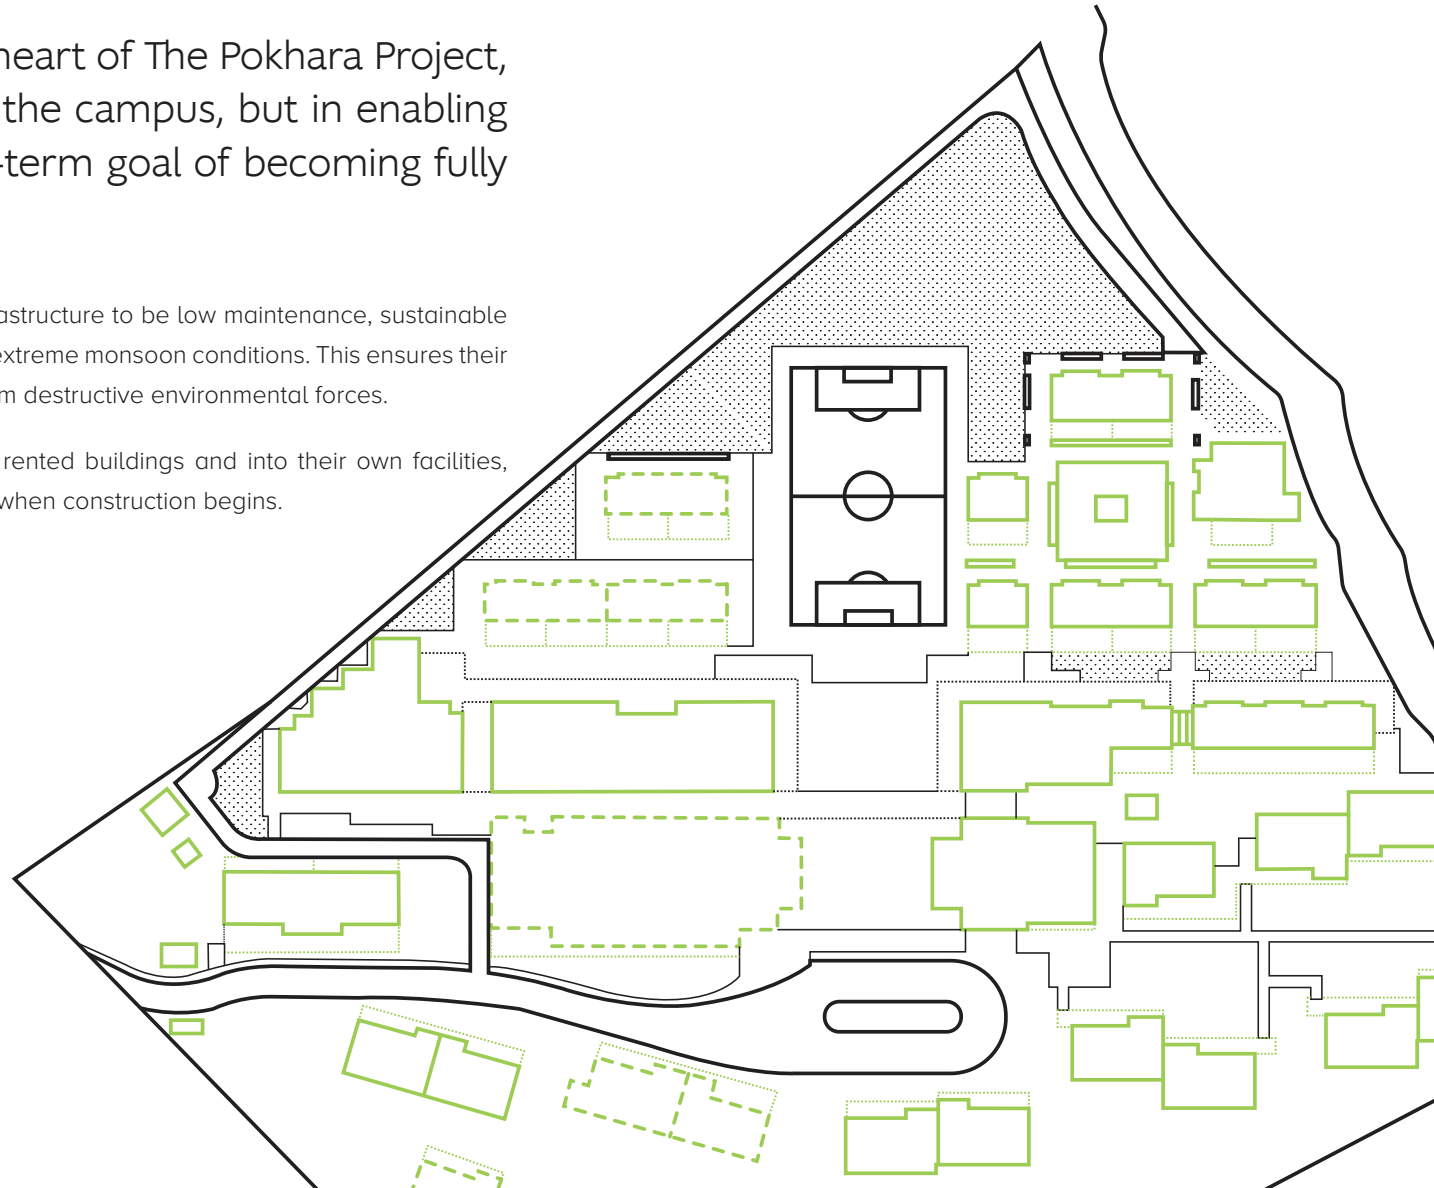 heart of The Pokhara Project,
the campus, but in enabling
-term goal of becoming fully
astructure to be low maintenance, sustainable
extreme monsoon conditions. This ensures their
m destructive environmental forces.
rented buildings and into their own facilities,
when construction begins.